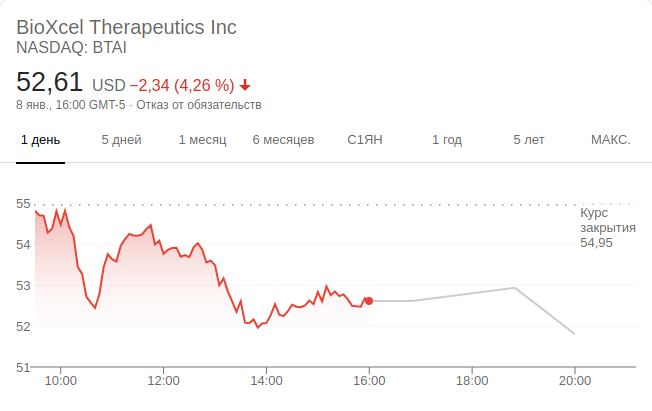 BioXcel Therapeutics Inc
NASDAQ: BTAI
52,61 USD −2,34 (4,26 %)
8 янв., 16:00 GMT-5 · Отказ от обязательств
1 день 5 дней 1 месяц 6 месяцев С1ЯН 1 год 5 лет МАКС.
55
Курс
закрытия
54,95
54
53
52
51
10:00 12:00 14:00 16:00 18:00 20:00